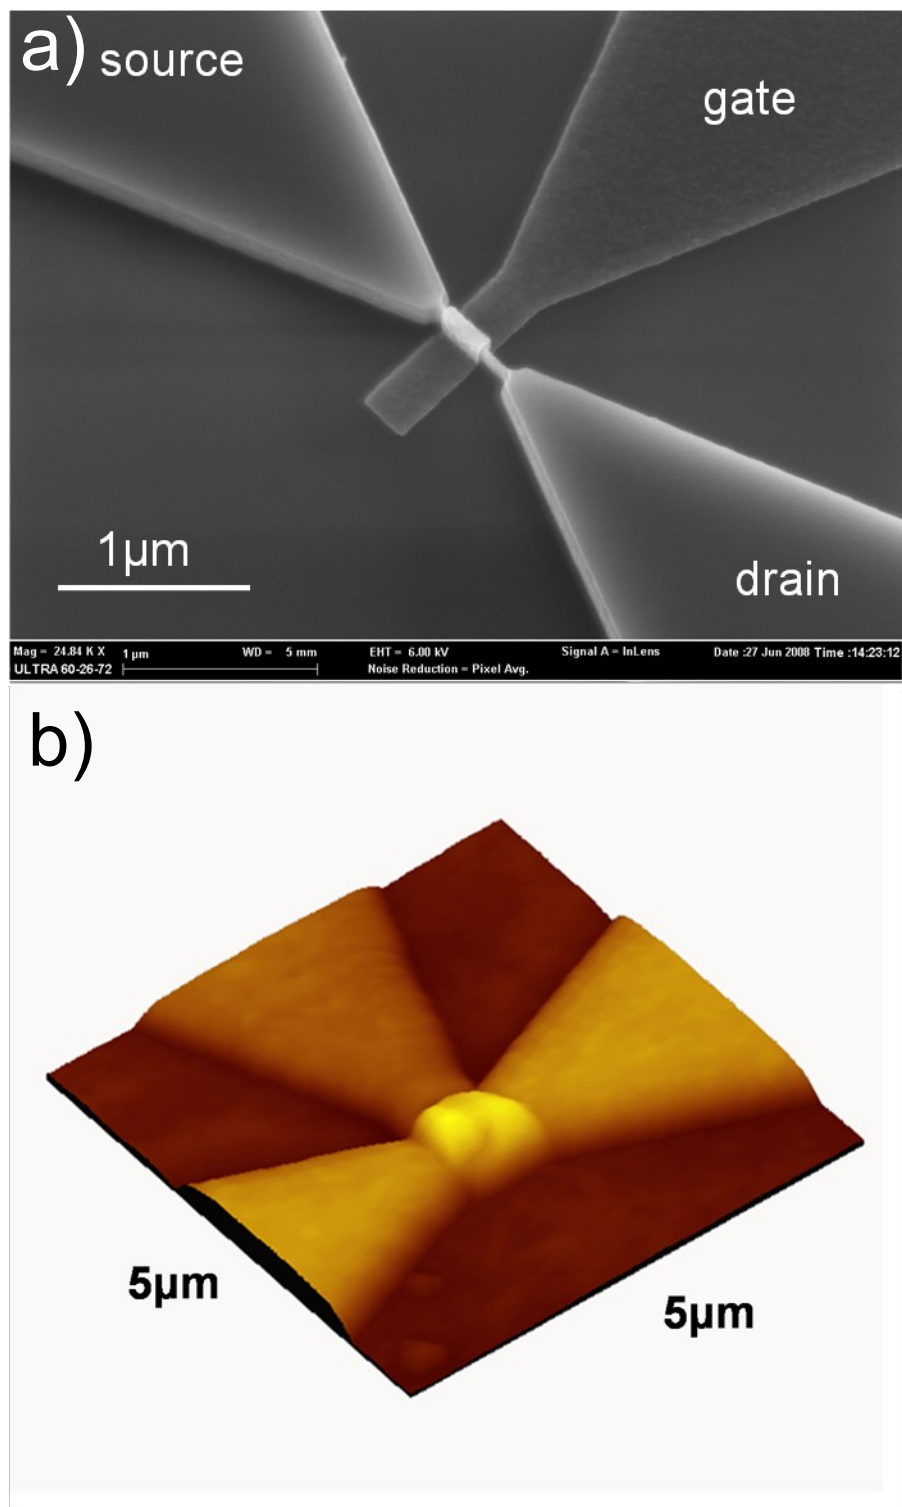 a) source
gate
1µm
drain
Mag = 24.84 K X 1 µm WD = 5 mm EHT = 6.00 kV Signal A = InLens Date :27 Jun 2008 Time :14:23:12
ULTRA 60-26-72 Noise Reduction = Pixel Avg.
b)
5µm
5µm